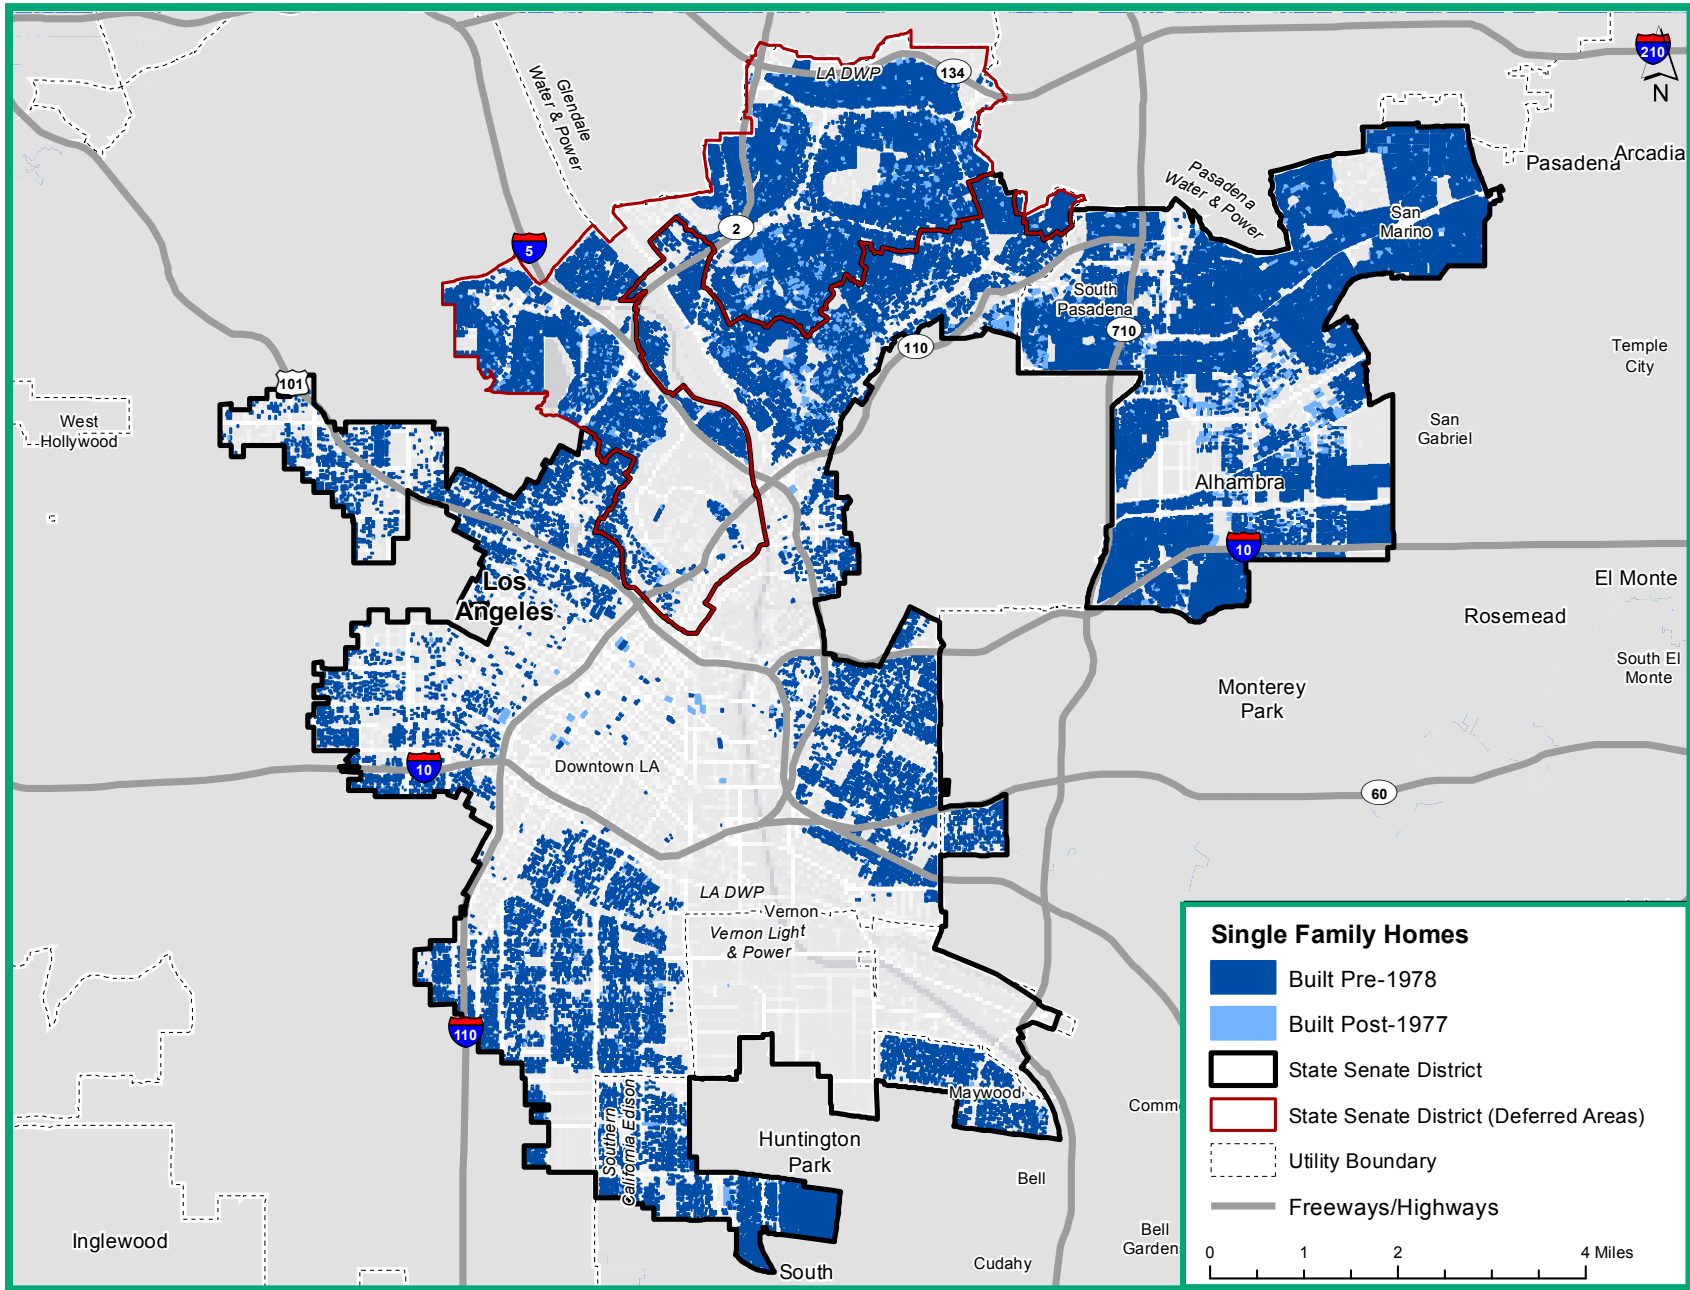 210
N
LA DWP
134
Glendale
Water & Power
Pasadena
Arcadia
Pasadena
Water & Power
San
Marino
2
5
South
Pasadena
710
110
Temple
City
101
West
Hollywood
San
Gabriel
Alhambra
10
Los
Angeles
El Monte
Rosemead
South El
Monte
Monterey
Park
10
Downtown LA
60
LA DWP
Vernon
Vernon Light
& Power
110
Maywood
Southern
California Edison
Comm
Huntington
Park
Bell
Inglewood
Bell
Garden
Cudahy
South
Single Family Homes
Built Pre-1978
Built Post-1977
State Senate District
State Senate District (Deferred Areas)
Utility Boundary
Freeways/Highways
0 1 2 4 Miles